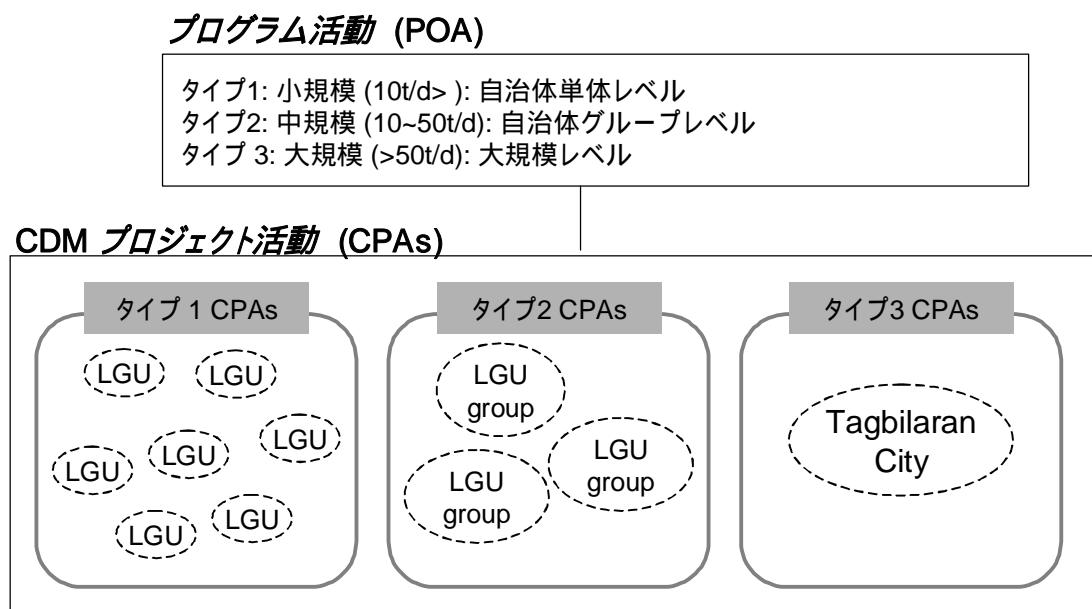 プログラム活動 (POA)
タイプ1: 小規模 (10t/d> ): 自治体単体レベル
タイプ2: 中規模 (10~50t/d): 自治体グループレベル
タイプ 3: 大規模 (>50t/d): 大規模レベル
CDM プロジェクト活動 (CPAs)
タイプ 1 CPAs
LGU
LGU
LGU
LGU
LGU
LGU
LGU
タイプ2 CPAs
LGU
group
LGU
group
LGU
group
タイプ3 CPAs
Tagbilaran
City